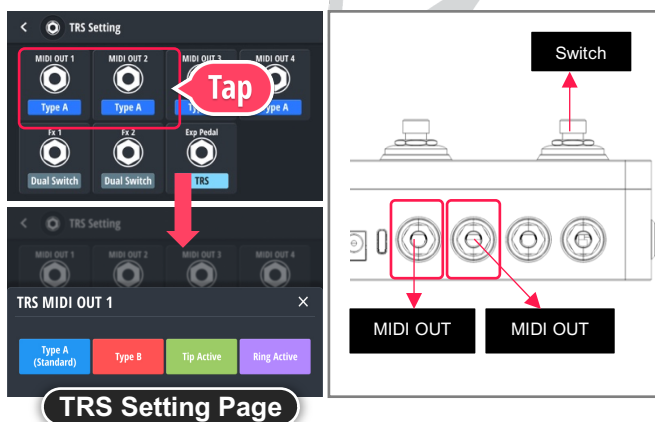 TRS Setting
MIDI OUT 1
MIDI OUT 2
MIDI OUT 3
MIDI OUT 4
Type A
Type A
Type A
Tap
Fx 1
Fx 2
Exp Pedal
Dual Switch
Dual Switch
TRS
TRS Setting
MIDI OUT 1
MIDI OUT 2
MIDI OUT 3
MIDI OUT 4
TRS MIDI OUT 1
×
Type A
(Standard)
Type B
Tip Active
Ring Active
TRS Setting Page
Switch
MIDI OUT
MIDI OUT